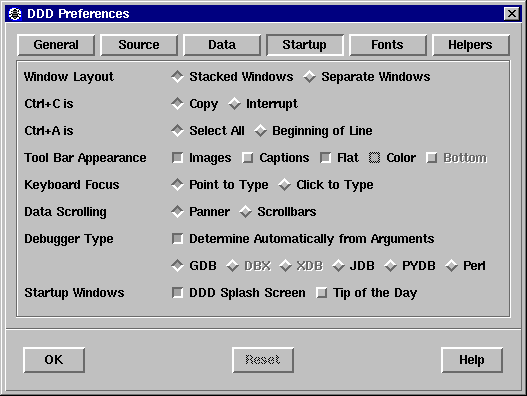 DDD Preferences
General Source Data Startup Fonts Helpers
Window Layout Stacked Windows Separate Windows
Ctrl+C is Copy Interrupt
Ctrl+A is Select All Beginning of Line
Tool Bar Appearance Images Captions Flat Color Bottom
Keyboard Focus Point to Type Click to Type
Data Scrolling Panner Scrollbars
Debugger Type Determine Automatically from Arguments
GDB DBX XDB JDB PYDB Perl
Startup Windows DDD Splash Screen Tip of the Day
OK Reset Help